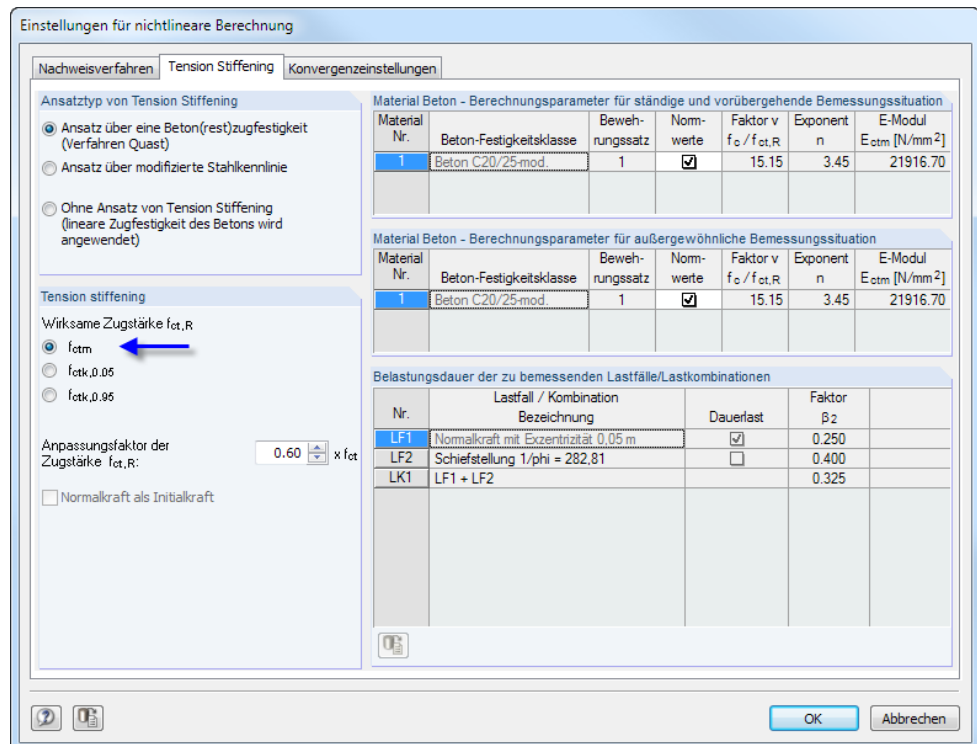 Einstellungen für nichtlineare Berechnung
Nachweisverfahren Tension Stiffening Konvergenzeinstellungen
Ansatztyp von Tension Stiffening
Ansatz über eine Beton(rest)zugfestigkeit
(Verfahren Quast)
Ansatz über modifizierte Stahlkennlinie
Ohne Ansatz von Tension Stiffening
(lineare Zugfestigkeit des Betons wird
angewendet)
Tension stiffening
Wirksame Zugstärke fct,R
fctm
fctk,0.05
fctk,0.95
Anpassungsfaktor der
Zugstärke fct,R: 0.60 x fct
Normalkraft als Initialkraft
Material Beton - Berechnungsparameter für ständige und vorübergehende Bemessungssituation
Material Beweh- Norm- Faktor v Exponent E-Modul
Nr. Beton-Festigkeitsklasse rungssatz werte fc/fct,R n Ectm [N/mm²]
1 Beton C20/25-mod. 1 15.15 3.45 21916.70
Material Beton - Berechnungsparameter für außergewöhnliche Bemessungssituation
Material Beweh- Norm- Faktor v Exponent E-Modul
Nr. Beton-Festigkeitsklasse rungssatz werte fc/fct,R n Ectm [N/mm²]
1 Beton C20/25-mod. 1 15.15 3.45 21916.70
Belastungsdauer der zu bemessenden Lastfälle/Lastkombinationen
Lastfall / Kombination Faktor
Nr. Bezeichnung Dauerlast β2
LF1 Normalkraft mit Exzentrizität 0,05 m 0.250
LF2 Schiefstellung 1/phi = 282,81 0.400
LK1 LF1 + LF2 0.325
OK Abbrechen